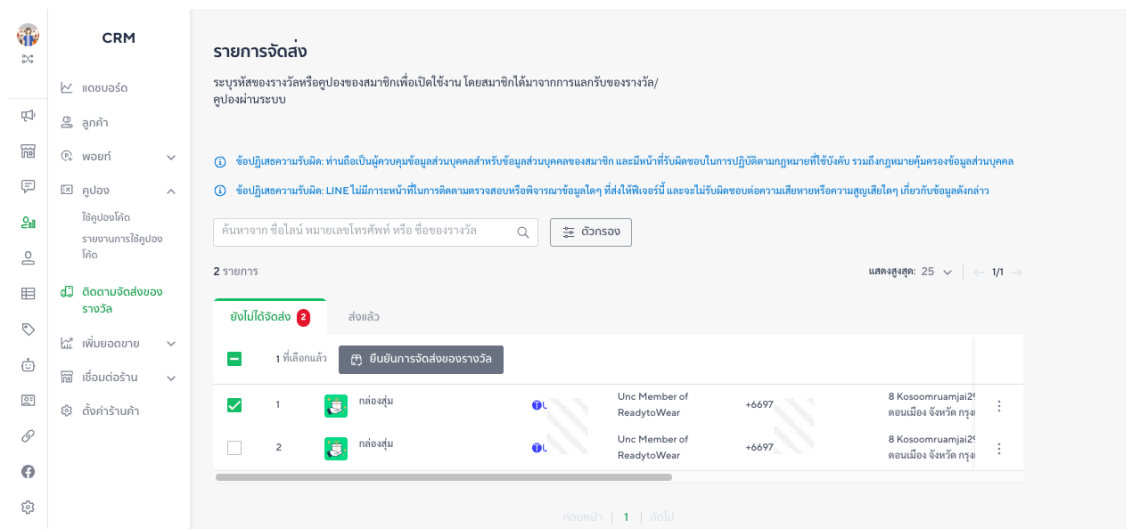 CRM
แดชบอร์ด
ลูกค้า
พอยท์
คูปอง
ใช้คูปองโค้ด
รายงานการใช้คูปอง
โค้ด
ติดตามจัดส่งของ
รางวัล
เพิ่มยอดขาย
เชื่อมต่อร้าน
ตั้งค่าร้านค้า
รายการจัดส่ง
ระบุรหัสของรางวัลหรือคูปองของสมาชิกเพื่อเปิดใช้งาน โดยสมาชิกได้มาจากการแลกรับของรางวัล/
คูปองผ่านระบบ
ข้อปฏิเสธความรับผิด: ท่านถือเป็นผู้ควบคุมข้อมูลส่วนบุคคลสำหรับข้อมูลส่วนบุคคลของสมาชิก และมีหน้าที่รับผิดชอบในการปฏิบัติตามกฎหมายที่ใช้บังคับ รวมถึงกฎหมายคุ้มครองข้อมูลส่วนบุคคล
ข้อปฏิเสธความรับผิด: LINE ไม่มีภาระหน้าที่ในการติดตามตรวจสอบหรือพิจารณาข้อมูลใดๆ ที่ส่งให้ฟีเจอร์นี้ และจะไม่รับผิดชอบต่อความเสียหายหรือความสูญเสียใดๆ เกี่ยวกับข้อมูลดังกล่าว
ค้นหาจาก ชื่อไลน์ หมายเลขโทรศัพท์ หรือ ชื่อของรางวัล
ตัวกรอง
2 รายการ
แสดงสูงสุด: 25
1/1
ยังไม่ได้จัดส่ง 2
ส่งแล้ว
1 ที่เลือกแล้ว
ยืนยันการจัดส่งของรางวัล
1 กล่องสุ่ม
Unc Member of
ReadytoWear
+6697
8 Kosoomruamjai29
ดอนเมือง จังหวัด กรุง
2 กล่องสุ่ม
Unc Member of
ReadytoWear
+6697
8 Kosoomruamjai29
ดอนเมือง จังหวัด กรุง
ก่อนหน้า | 1 | ถัดไป